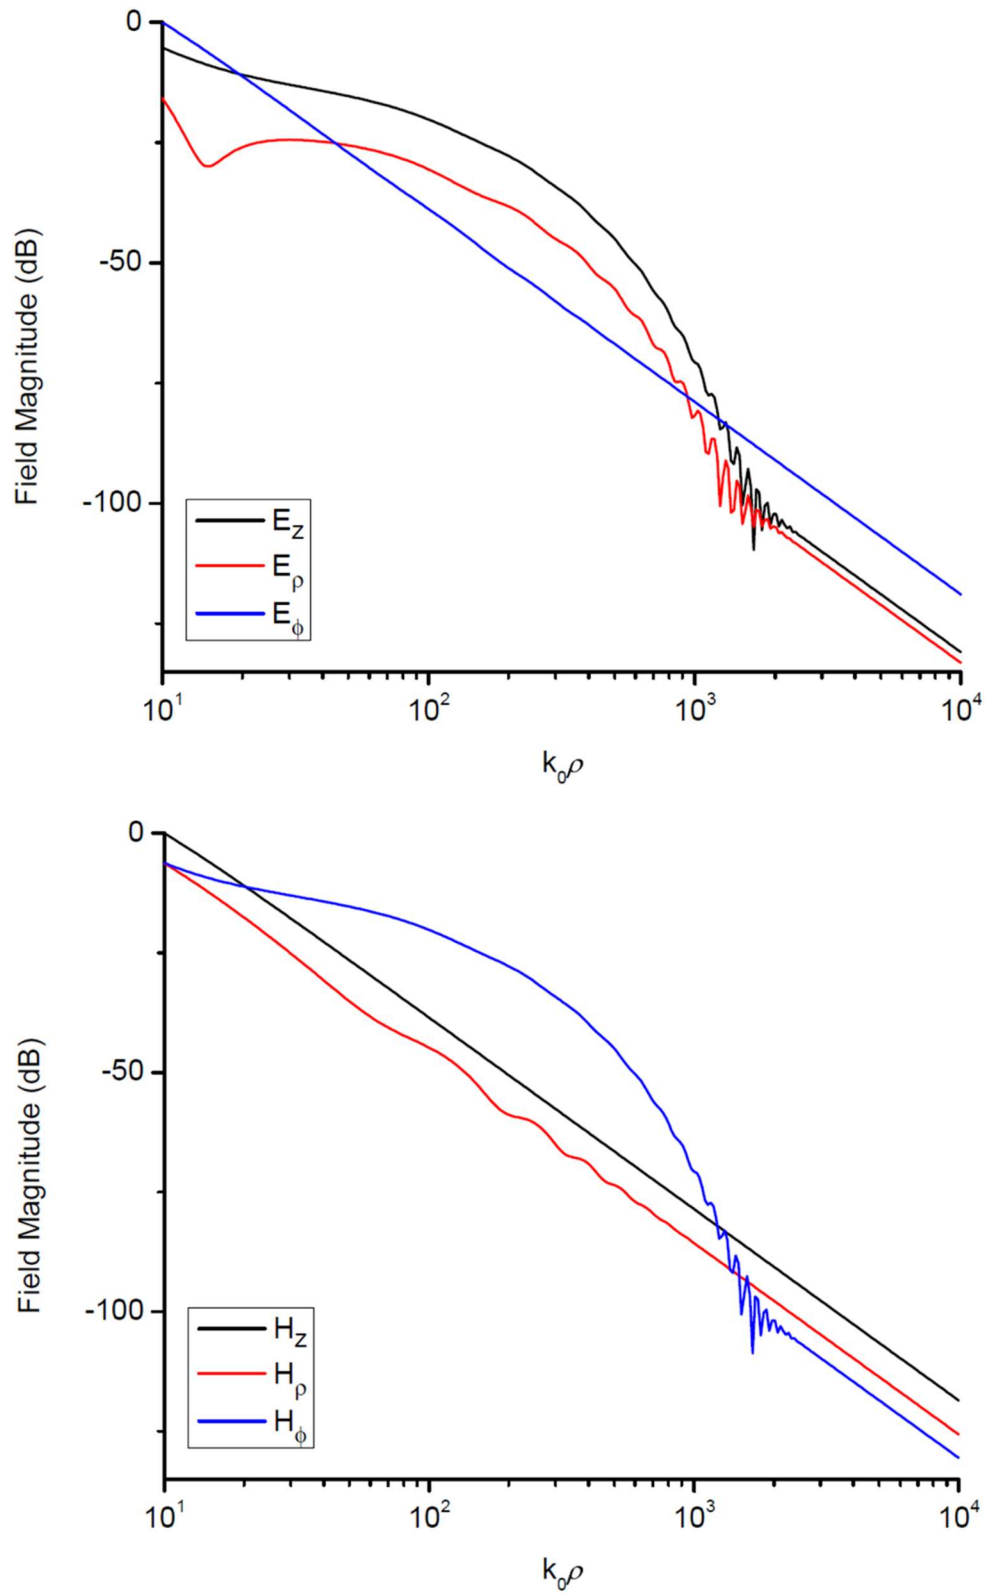 0
-50
-100
Field Magnitude (dB)
E_Z
E_ρ
E_ϕ
10^1 10^2 10^3 10^4
k_0ρ
0
-50
-100
Field Magnitude (dB)
H_Z
H_ρ
H_ϕ
10^1 10^2 10^3 10^4
k_0ρ